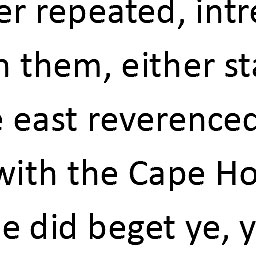 er repeated, intre
n them, either sta
e east reverenced
with the Cape Ho
e did beget ye, y